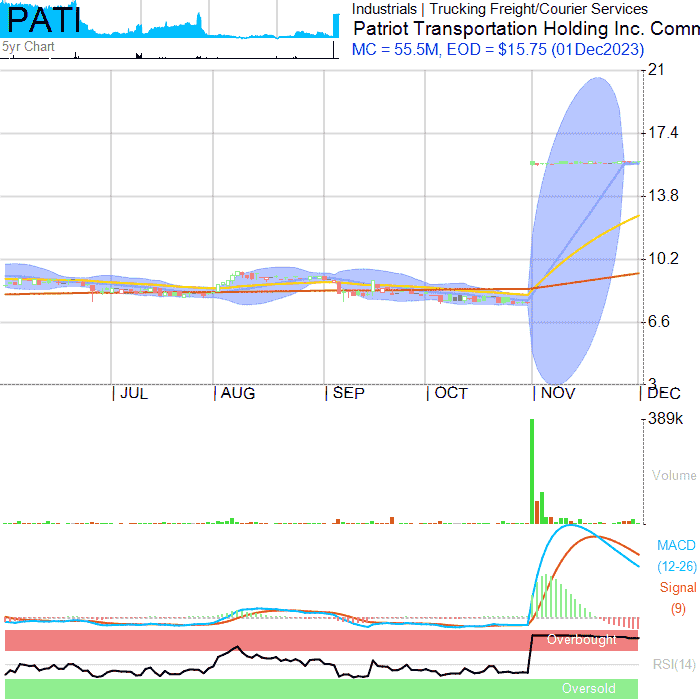 PATI
5yr Chart
Industrials | Trucking Freight/Courier Services
Patriot Transportation Holding Inc. Comn
MC = 55.5M, EOD = $15.75 (01Dec2023)
21
17.4
13.8
10.2
6.6
3
| JUL | AUG | SEP | OCT | NOV | DEC
389k
Volume
MACD
(12-26)
Signal
(9)
Overbought
RSI(14)
Oversold